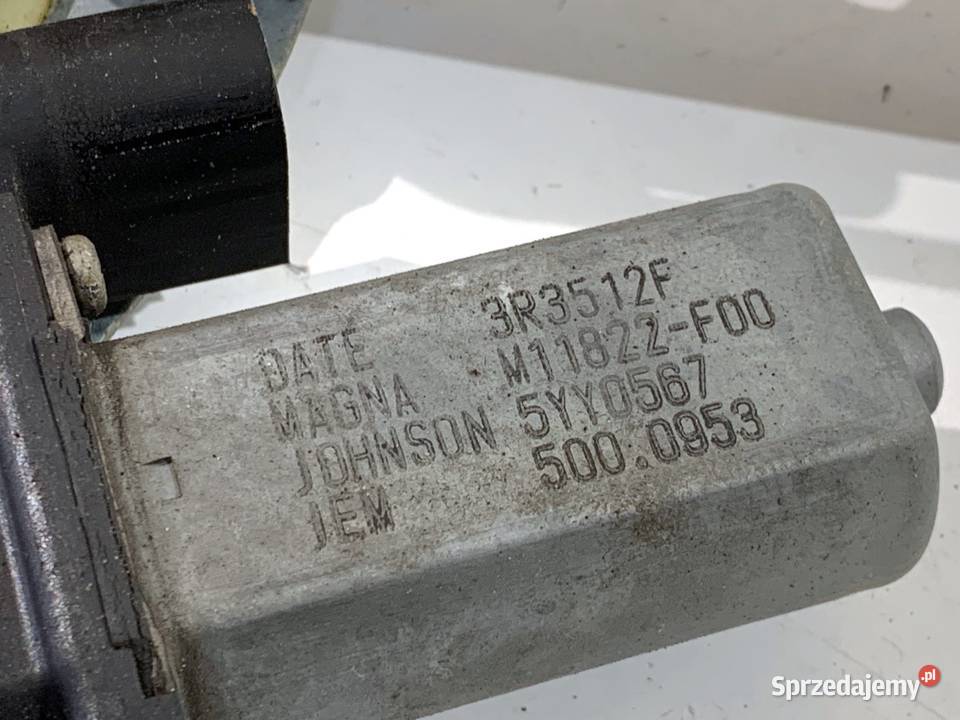 DATE 3R3512F
MAGNA M11822-F00
JOHNSON 5YY0567
JEM 500.0953
Sprzedajemy.pl